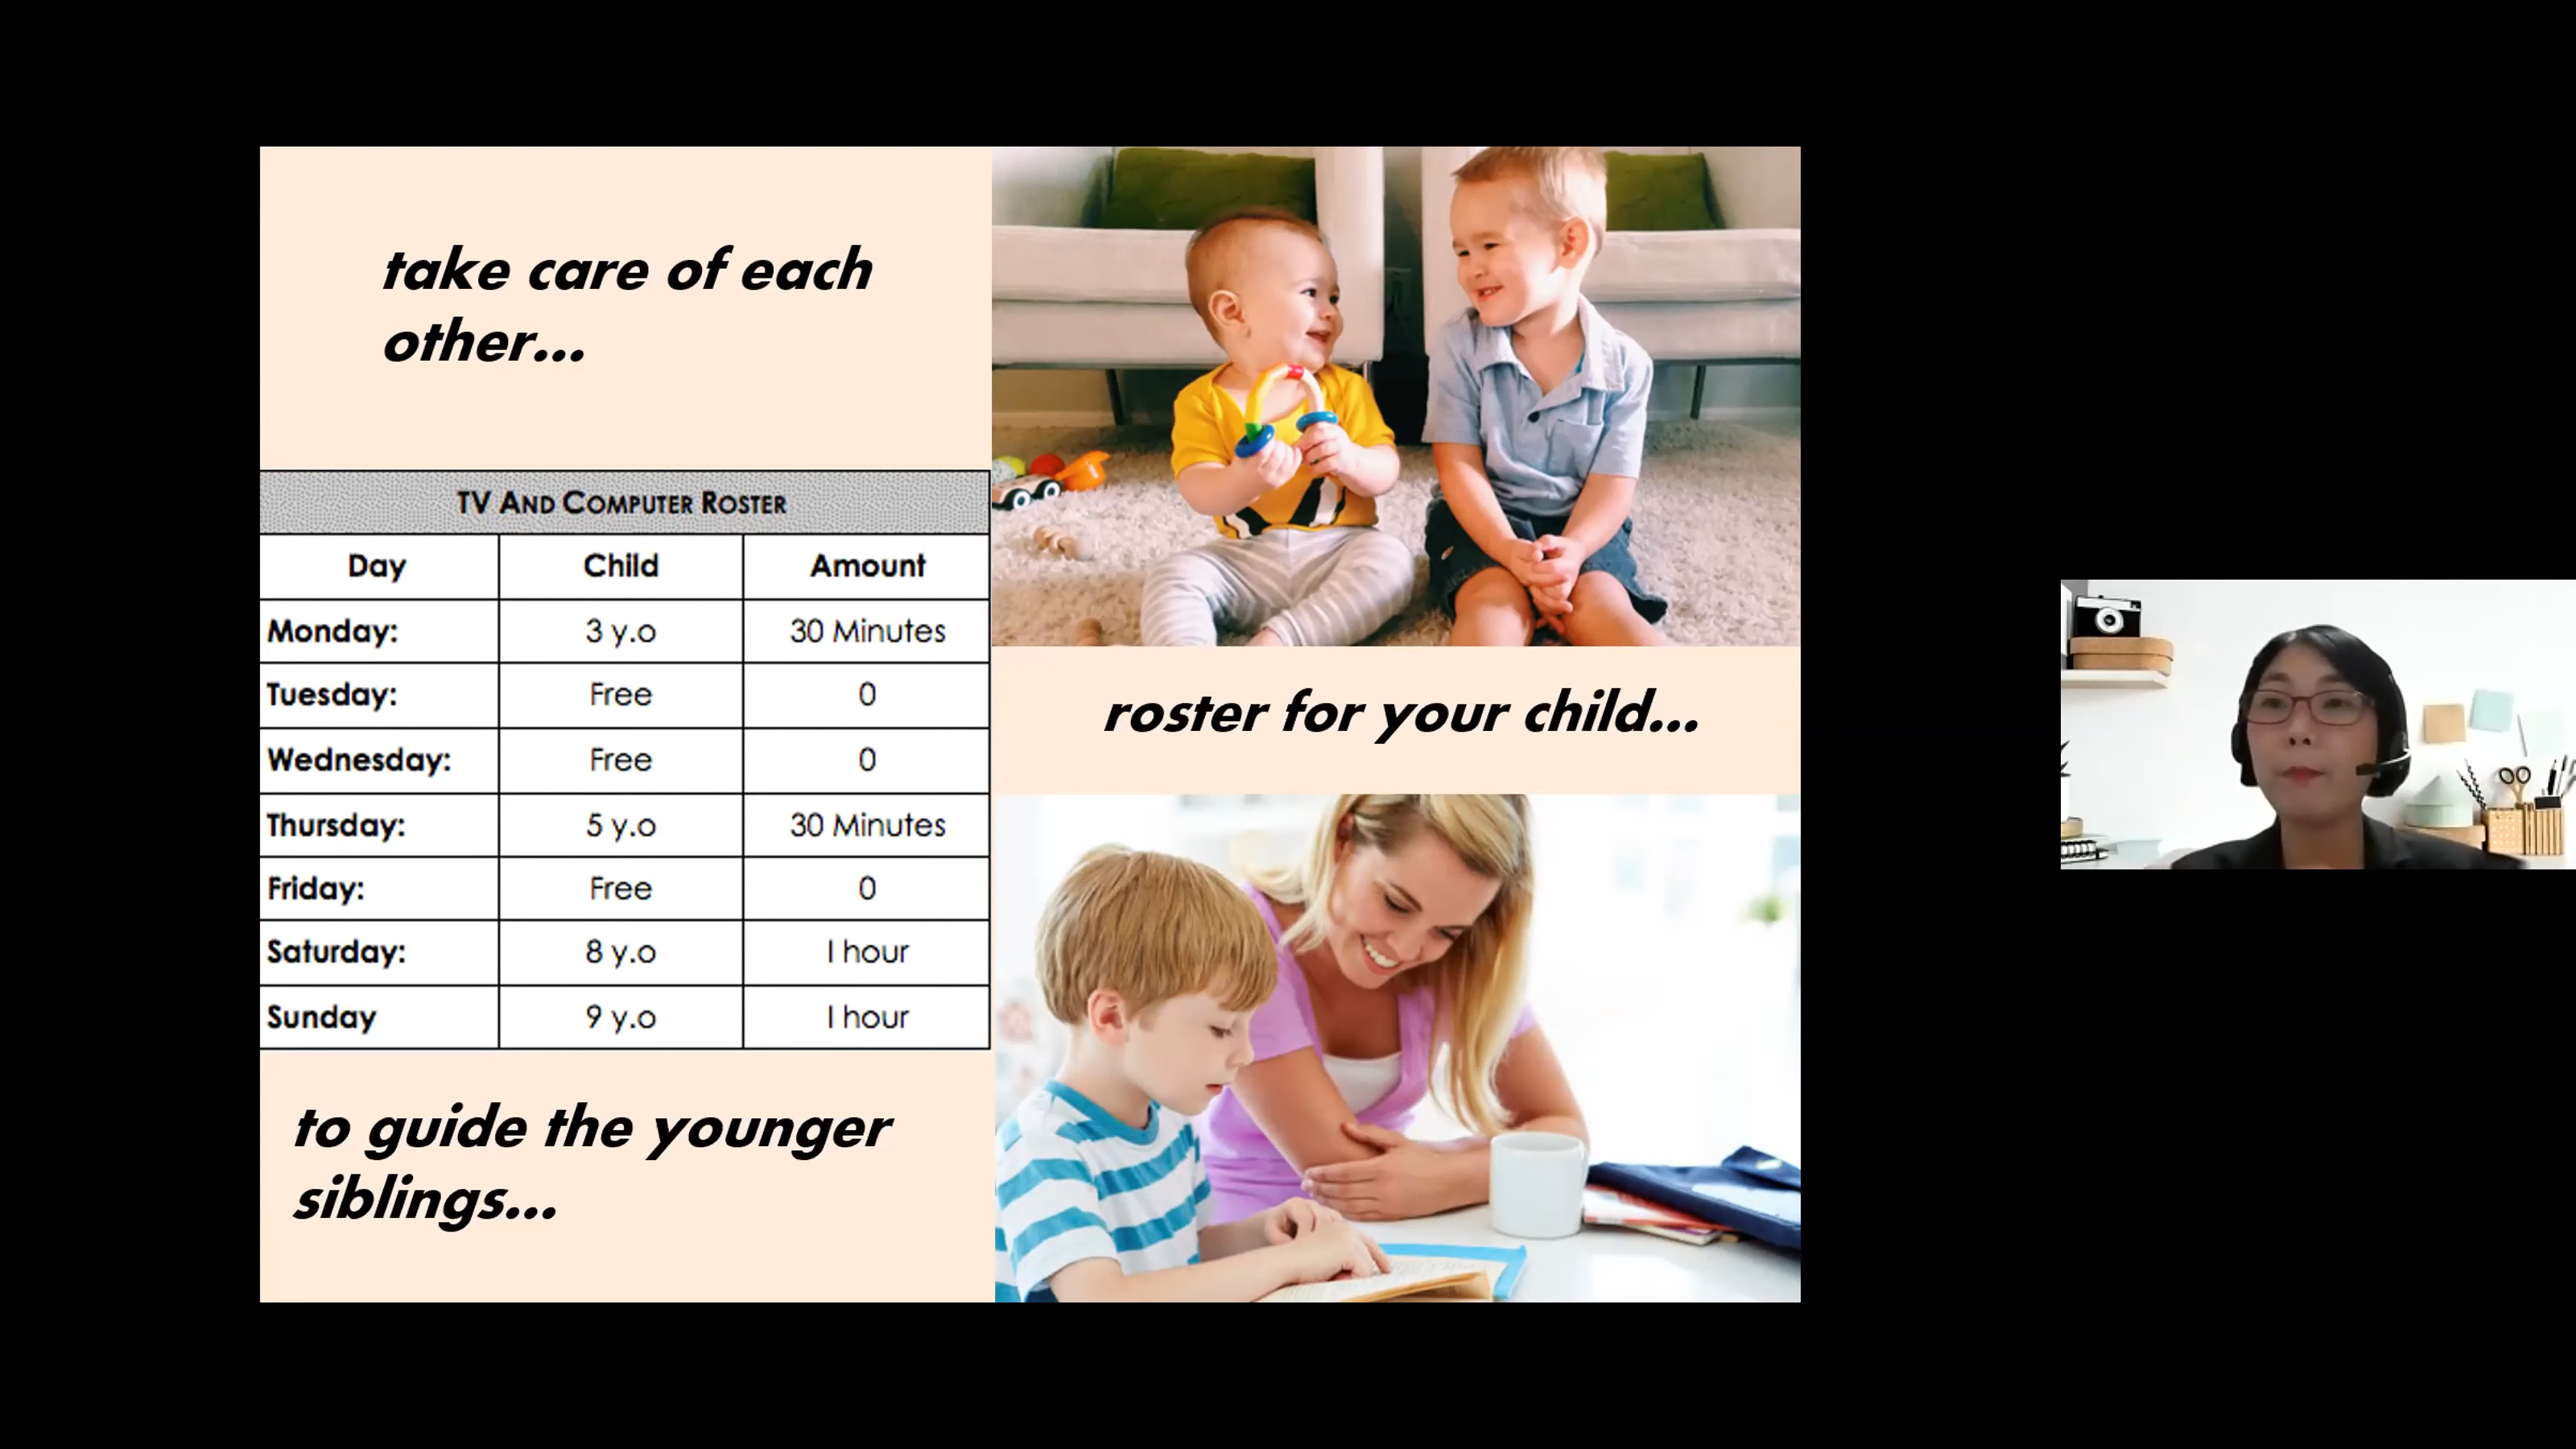 take care of each
other...
TV AND COMPUTER ROSTER
Day Child Amount
Monday: 3 y.o 30 Minutes
Tuesday: Free 0
Wednesday: Free 0
Thursday: 5 y.o 30 Minutes
Friday: Free 0
Saturday: 8 y.o 1 hour
Sunday 9 y.o 1 hour
roster for your child...
to guide the younger
siblings...